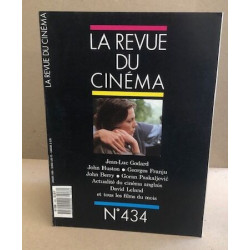 LA REVUE DU CINÉMA
LA REVUE
DU
CINÉMA
Jean-Luc Godard
John Huston • Georges Franju
John Berry • Goran Paskaljević
Actualité du cinéma anglais
David Leland
et tous les films du mois
N°434